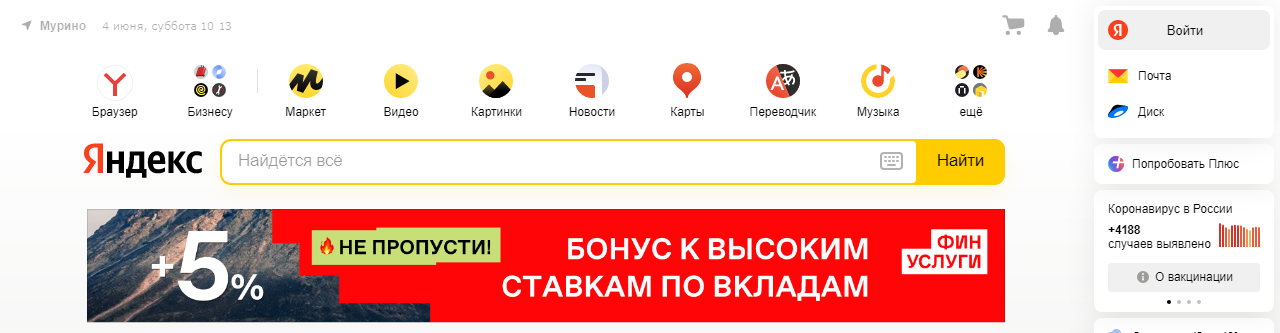 Мурино 4 июня, суббота 10 13
Браузер Бизнесу Маркет Видео Картинки Новости Карты Переводчик Музыка ещё
Яндекс Найдётся всё Найти
+5%
🔥 НЕ ПРОПУСТИ!
БОНУС К ВЫСОКИМ
СТАВКАМ ПО ВКЛАДАМ
ФИН
УСЛУГИ
Я Войти
Почта
Диск
Попробовать Плюс
Коронавирус в России
+4188
случаев выявлено
О вакцинации